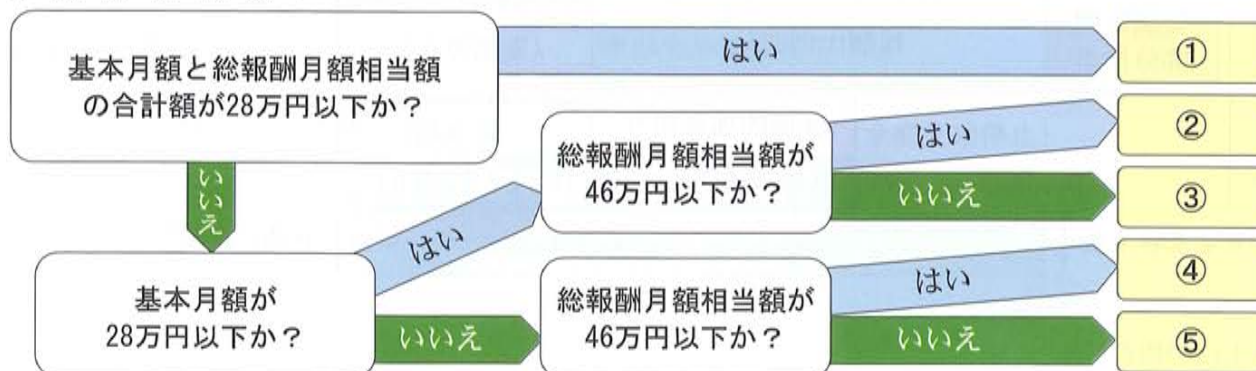 基本月額と総報酬月額相当額
の合計額が28万円以下か？
はい
①
いいえ
基本月額が
28万円以下か？
はい
総報酬月額相当額が
46万円以下か？
はい
②
いいえ
③
いいえ
総報酬月額相当額が
46万円以下か？
はい
④
いいえ
⑤